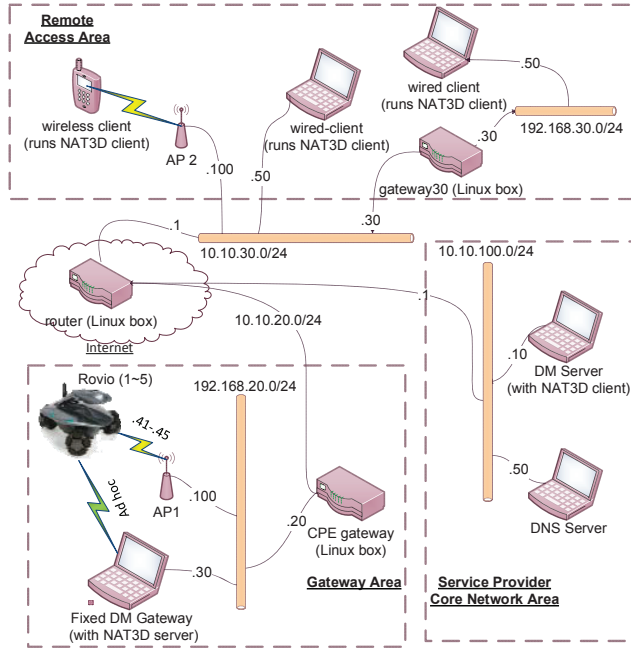 Remote
Access Area
wireless client
(runs NAT3D client)
AP 2
.100
wired-client
(runs NAT3D client)
.50
wired client
(runs NAT3D client)
.50
.30
192.168.30.0/24
gateway30 (Linux box)
.30
.1
10.10.30.0/24
router (Linux box)
Internet
10.10.20.0/24
10.10.100.0/24
.1
.10
DM Server
(with NAT3D client)
.50
DNS Server
Service Provider
Core Network Area
Rovio (1~5)
192.168.20.0/24
.41-.45
Ad hoc
AP1
.100
.20
CPE gateway
(Linux box)
.30
Fixed DM Gateway
(with NAT3D server)
Gateway Area